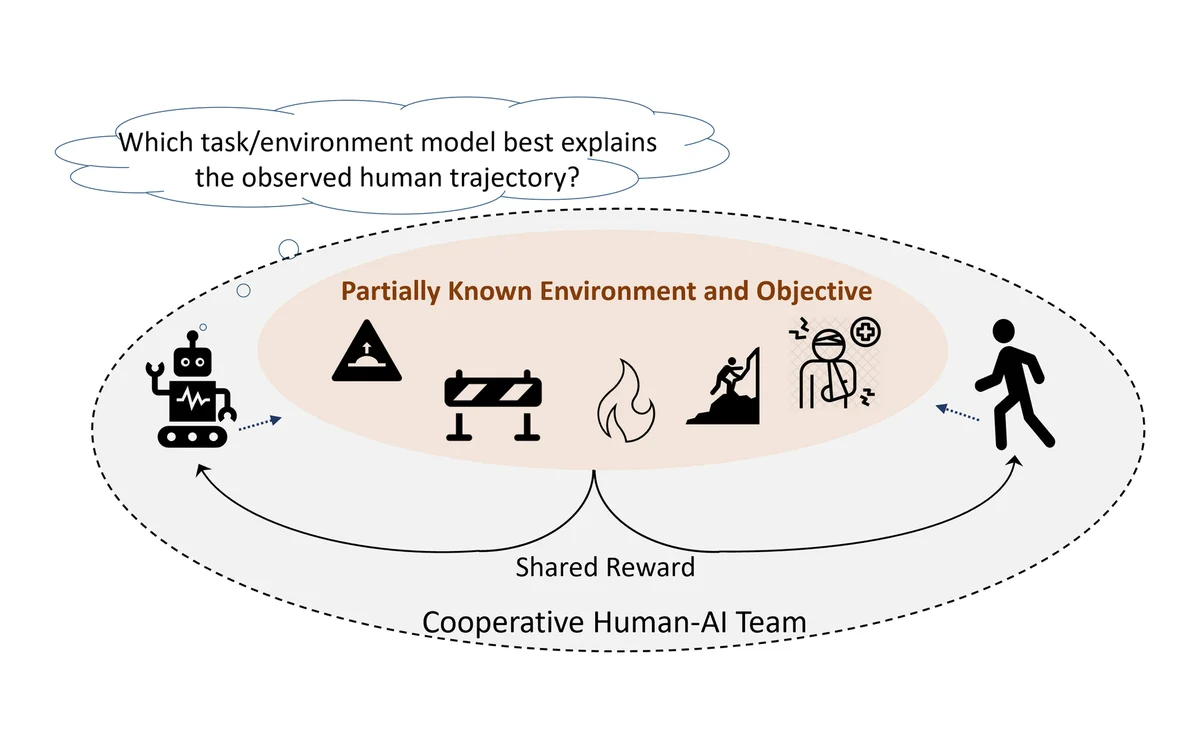 Which task/environment model best explains
the observed human trajectory?
Partially Known Environment and Objective
Shared Reward
Cooperative Human-AI Team